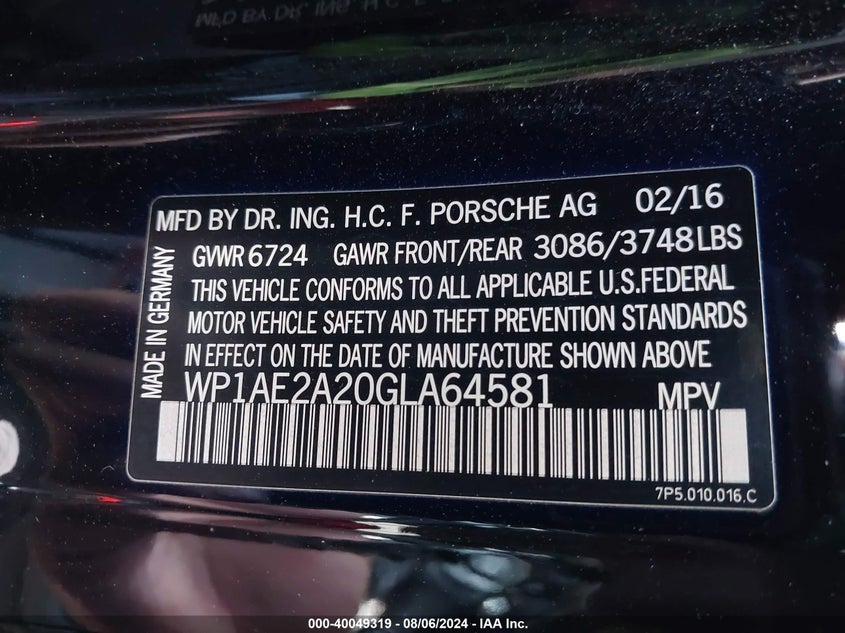 MFD BY DR. ING. H.C. F. PORSCHE AG 02/16
GVWR 6724 GAWR FRONT/REAR 3086/3748LBS
THIS VEHICLE CONFORMS TO ALL APPLICABLE U.S.FEDERAL
MOTOR VEHICLE SAFETY AND THEFT PREVENTION STANDARDS
IN EFFECT ON THE DATE OF MANUFACTURE SHOWN ABOVE
WP1AE2A20GLA64581 MPV
7P5.010.016.C
MADE IN GERMANY
000-40049319 - 08/06/2024 - IAA Inc.